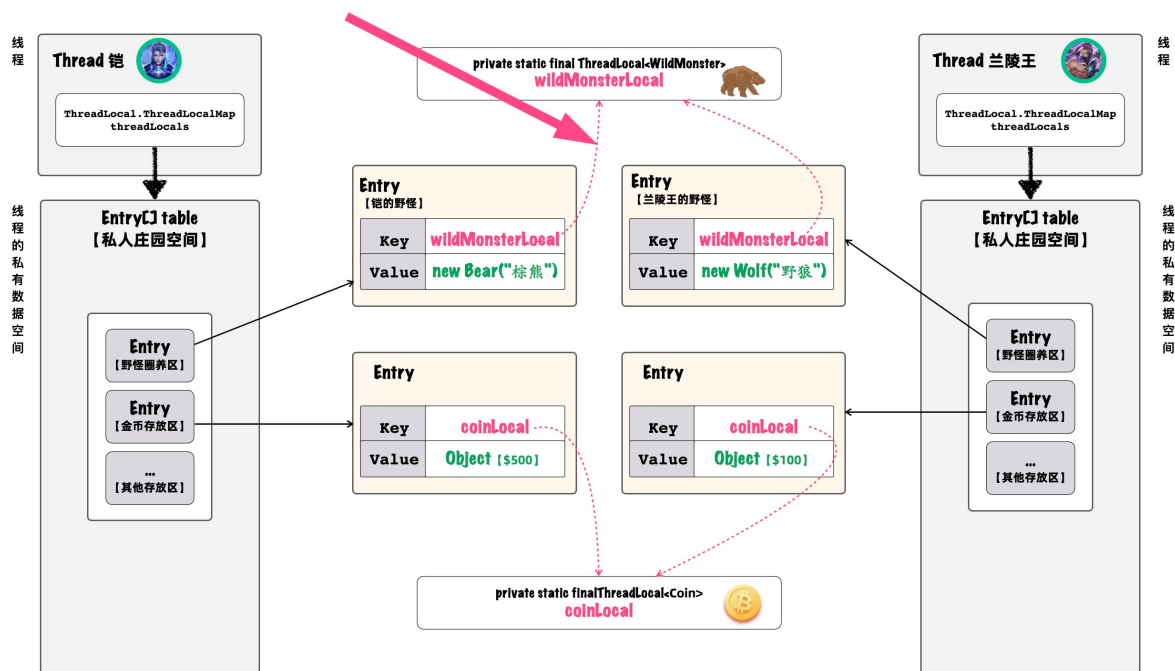 线程
Thread 铠
ThreadLocal.ThreadLocalMap
threadLocals
private static final ThreadLocal<WildMonster>
wildMonsterLocal
Thread 兰陵王
ThreadLocal.ThreadLocalMap
threadLocals
线程
线程的私有数据空间
Entry[] table
【私人庄园空间】
Entry
【野怪圈养区】
Entry
【金币存放区】
...
【其他存放区】
Entry
【铠的野怪】
Key
wildMonsterLocal
Value
new Bear("棕熊")
Entry
【兰陵王的野怪】
Key
wildMonsterLocal
Value
new Wolf("野狼")
Entry
Key
coinLocal
Value
Object [$500]
Entry
Key
coinLocal
Value
Object [$100]
private static finalThreadLocal<Coin>
coinLocal
Entry[] table
【私人庄园空间】
Entry
【野怪圈养区】
Entry
【金币存放区】
...
【其他存放区】
线程的私有数据空间